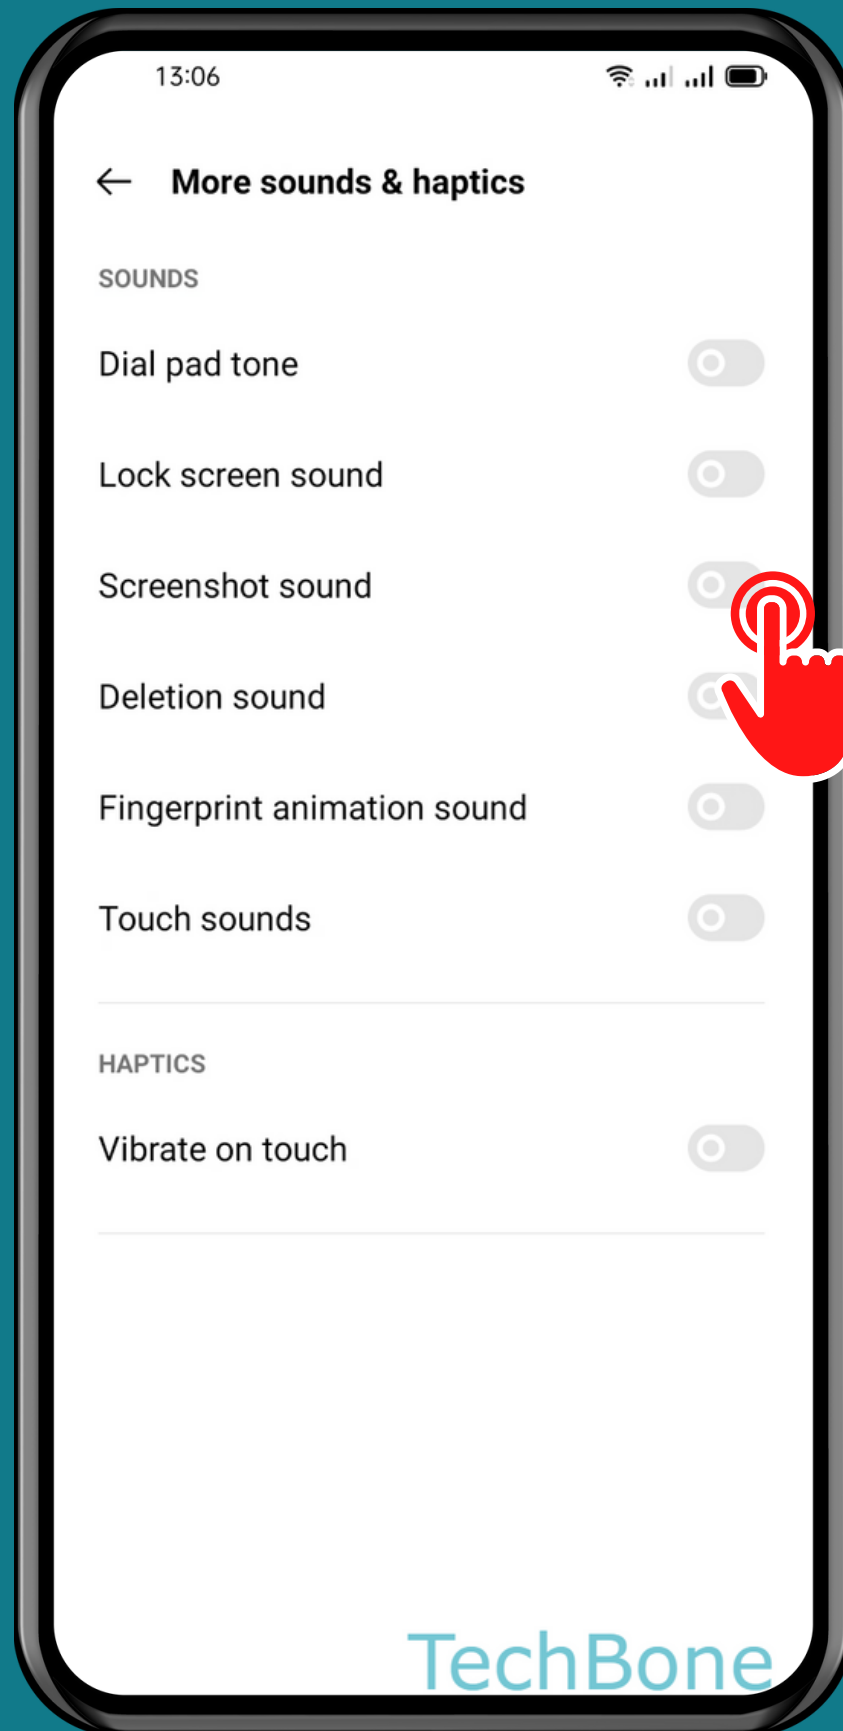 13:06
More sounds & haptics
SOUNDS
Dial pad tone
Lock screen sound
Screenshot sound
Deletion sound
Fingerprint animation sound
Touch sounds
HAPTICS
Vibrate on touch
TechBone